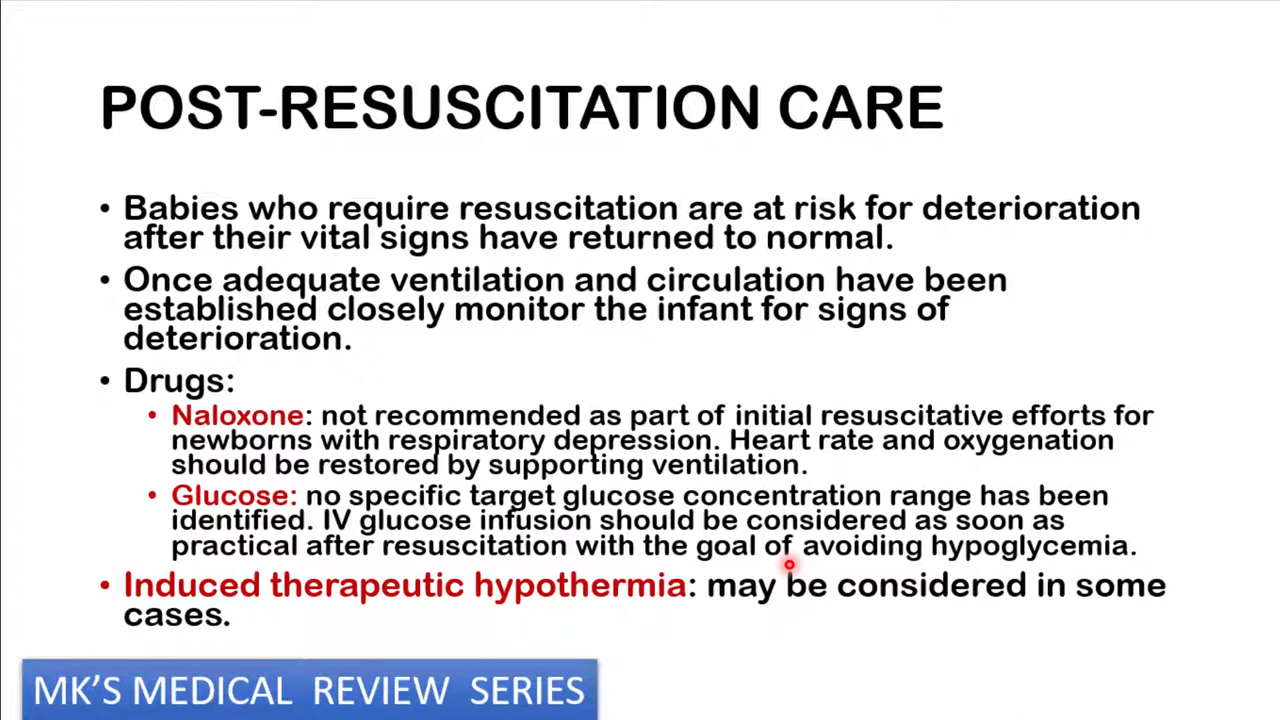 POST-RESUSCITATION CARE
• Babies who require resuscitation are at risk for deterioration
after their vital signs have returned to normal.
• Once adequate ventilation and circulation have been
established closely monitor the infant for signs of
deterioration.
• Drugs:
• Naloxone: not recommended as part of initial resuscitative efforts for
newborns with respiratory depression. Heart rate and oxygenation
should be restored by supporting ventilation.
• Glucose: no specific target glucose concentration range has been
identified. IV glucose infusion should be considered as soon as
practical after resuscitation with the goal of avoiding hypoglycemia.
• Induced therapeutic hypothermia: may be considered in some
cases.
MK'S MEDICAL REVIEW SERIES